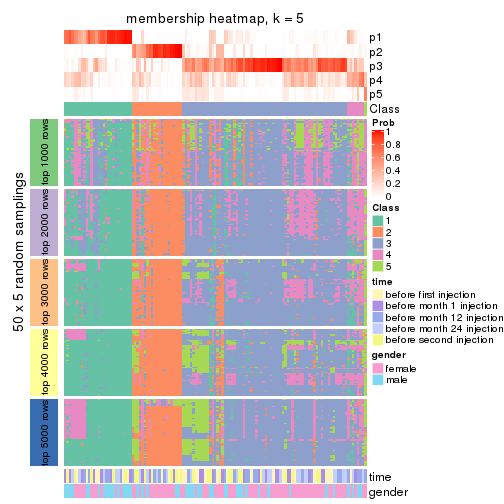 membership heatmap, k = 5
p1
p2
p3
p4
p5
Class
50 x 5 random samplings
top 1000 rows
top 2000 rows
top 3000 rows
top 4000 rows
top 5000 rows
Prob
1
0.8
0.6
0.4
0.2
0
Class
1
2
3
4
5
time
before first injection
before month 1 injection
before month 12 injection
before month 24 injection
before second injection
gender
female
male
time
gender